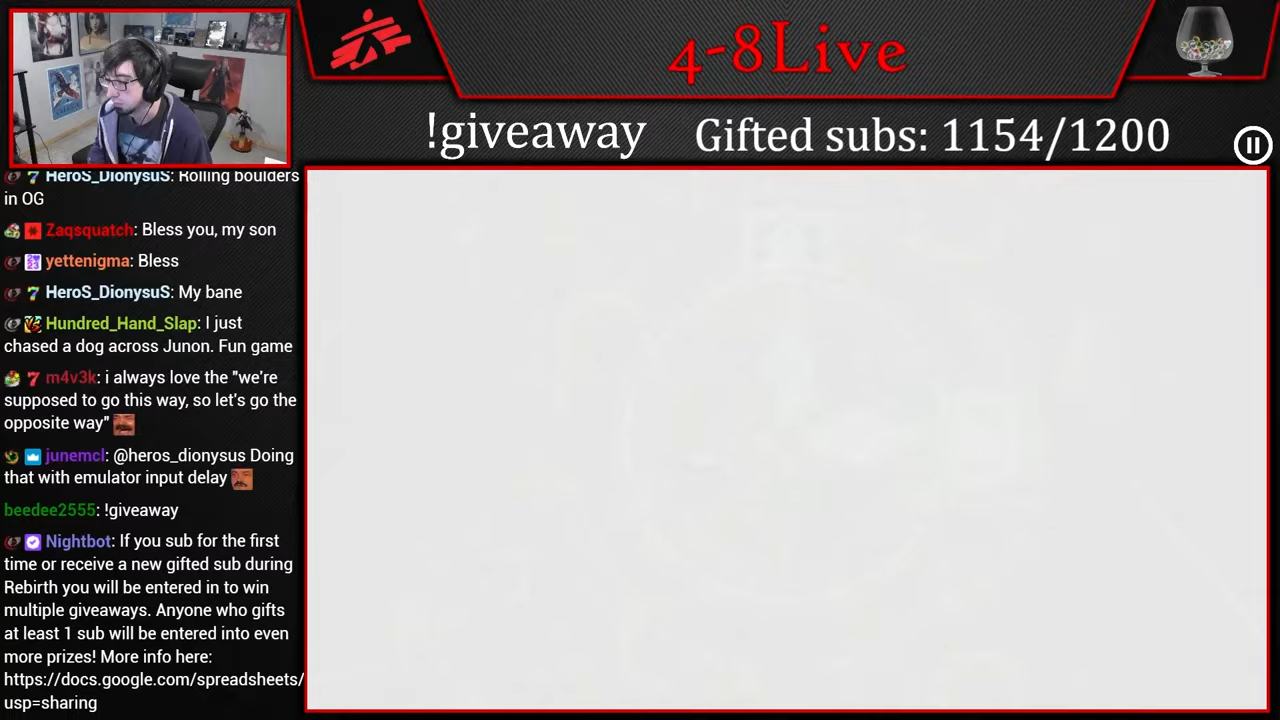 4-8Live
!giveaway
Gifted subs: 1154/1200
HeroS_DionysuS: Rolling boulders
in OG
Zaqsquatch: Bless you, my son
yettenigma: Bless
HeroS_DionysuS: My bane
Hundred_Hand_Slap: I just
chased a dog across Junon. Fun game
m4v3k: i always love the "we're
supposed to go this way, so let's go the
opposite way"
junemcl: @heros_dionysus Doing
that with emulator input delay
beedee2555: !giveaway
Nightbot: If you sub for the first
time or receive a new gifted sub during
Rebirth you will be entered in to win
multiple giveaways. Anyone who gifts
at least 1 sub will be entered into even
more prizes! More info here:
https://docs.google.com/spreadsheets/
usp=sharing